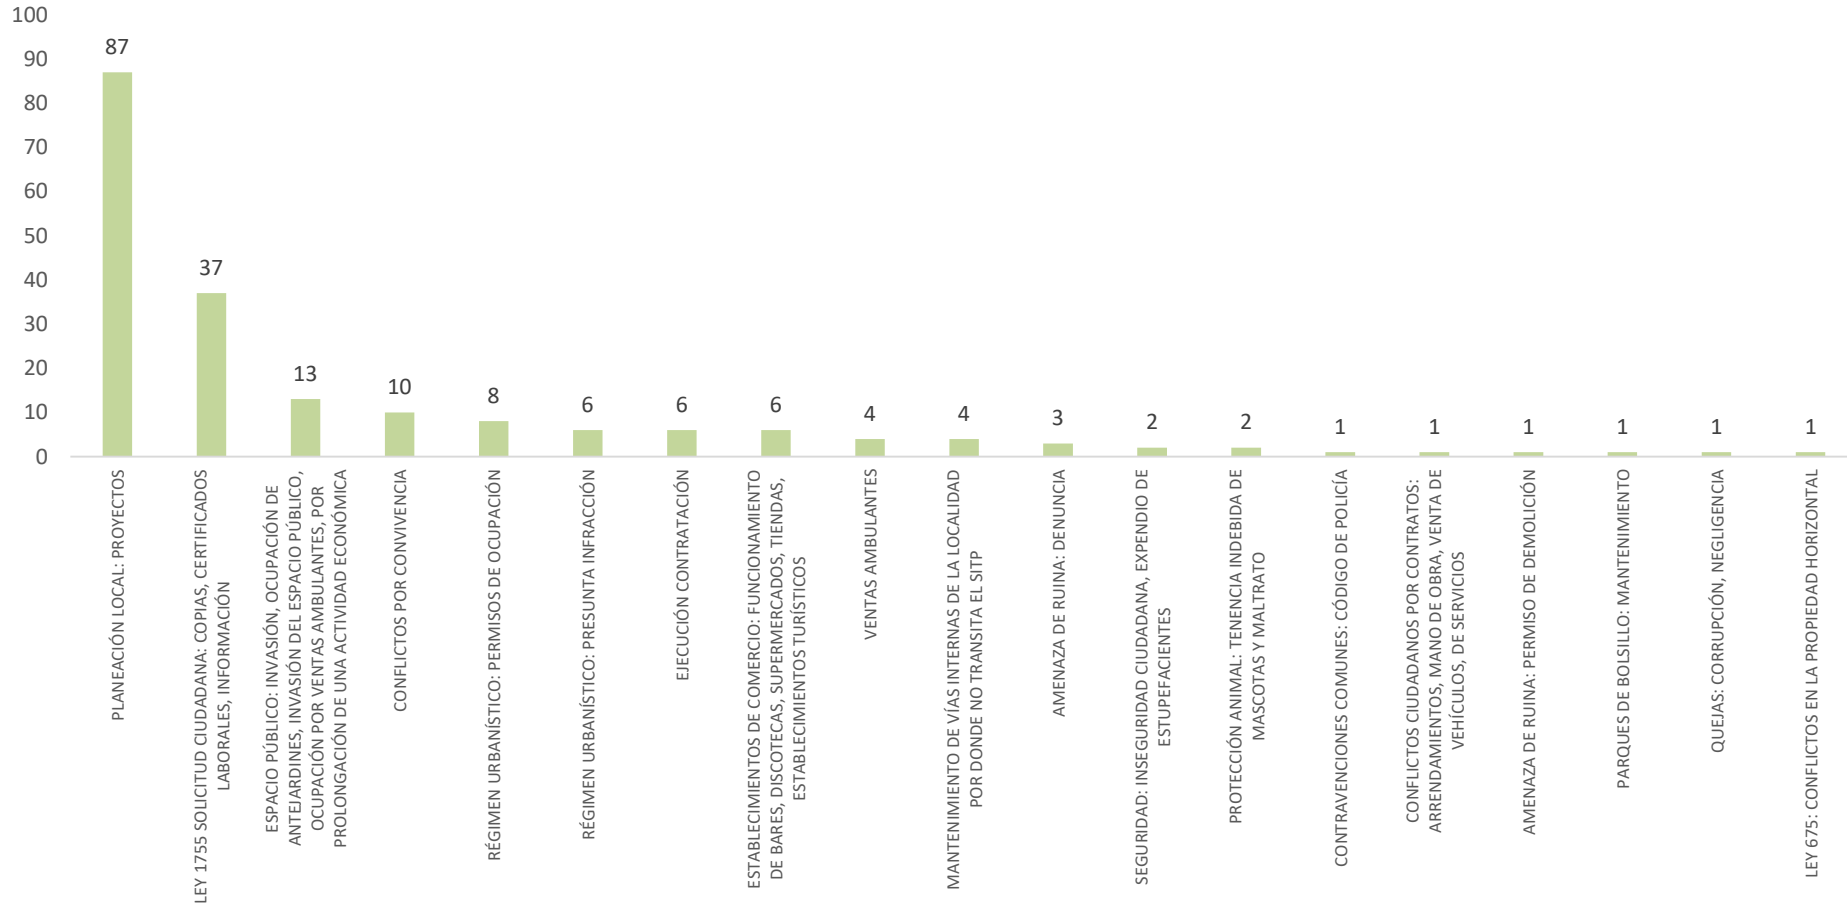 100
90
80
70
60
50
40
30
20
10
0
87
37
13
10
8
6
6
6
4
4
3
2
2
1
1
1
1
1
1
PLANEACIÓN LOCAL: PROYECTOS
LEY 1755 SOLICITUD CIUDADANA: COPIAS, CERTIFICADOS
LABORALES, INFORMACIÓN
ESPACIO PÚBLICO: INVASIÓN, OCUPACIÓN DE
ANTEJARDINES, INVASIÓN DEL ESPACIO PÚBLICO,
OCUPACIÓN POR VENTAS AMBULANTES, POR
PROLONGACIÓN DE UNA ACTIVIDAD ECONÓMICA
CONFLICTOS POR CONVIVENCIA
RÉGIMEN URBANÍSTICO: PERMISOS DE OCUPACIÓN
RÉGIMEN URBANÍSTICO: PRESUNTA INFRACCIÓN
EJECUCIÓN CONTRATACIÓN
ESTABLECIMIENTOS DE COMERCIO: FUNCIONAMIENTO
DE BARES, DISCOTECAS, SUPERMERCADOS, TIENDAS,
ESTABLECIMIENTOS TURÍSTICOS
VENTAS AMBULANTES
MANTENIMIENTO DE VÍAS INTERNAS DE LA LOCALIDAD
POR DONDE NO TRANSITA EL SITP
AMENAZA DE RUINA: DENUNCIA
SEGURIDAD: INSEGURIDAD CIUDADANA, EXPENDIO DE
ESTUPEFACIENTES
PROTECCIÓN ANIMAL: TENENCIA INDEBIDA DE
MASCOTAS Y MALTRATO
CONTRAVENCIONES COMUNES: CÓDIGO DE POLICÍA
CONFLICTOS CIUDADANOS POR CONTRATOS:
ARRENDAMIENTOS, MANO DE OBRA, VENTA DE
VEHÍCULOS, DE SERVICIOS
AMENAZA DE RUINA: PERMISO DE DEMOLICIÓN
PARQUES DE BOLSILLO: MANTENIMIENTO
QUEJAS: CORRUPCIÓN, NEGLIGENCIA
LEY 675: CONFLICTOS EN LA PROPIEDAD HORIZONTAL